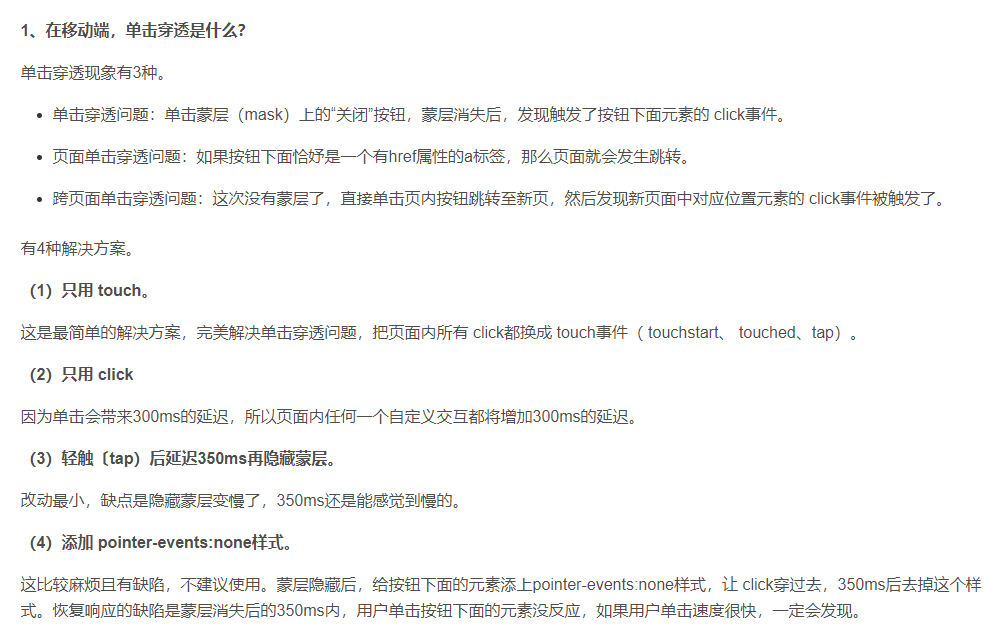 1、在移动端，单击穿透是什么？
单击穿透现象有3种。
• 单击穿透问题：单击蒙层（mask）上的“关闭”按钮，蒙层消失后，发现触发了按钮下面元素的 click事件。
• 页面单击穿透问题：如果按钮下面恰妤是一个有href属性的a标签，那么页面就会发生跳转。
• 跨页面单击穿透问题：这次没有蒙层了，直接单击页内按钮跳转至新页，然后发现新页面中对应位置元素的 click事件被触发了。
有4种解决方案。
（1）只用 touch。
这是最简单的解决方案，完美解决单击穿透问题，把页面内所有 click都换成 touch事件（ touchstart、 touched、tap）。
（2）只用 click
因为单击会带来300ms的延迟，所以页面内任何一个自定义交互都将增加300ms的延迟。
（3）轻触〔tap）后延迟350ms再隐藏蒙层。
改动最小，缺点是隐藏蒙层变慢了，350ms还是能感觉到慢的。
（4）添加 pointer-events:none样式。
这比较麻烦且有缺陷，不建议使用。蒙层隐藏后，给按钮下面的元素添上pointer-events:none样式，让 click穿过去，350ms后去掉这个样
式。恢复响应的缺陷是蒙层消失后的350ms内，用户单击按钮下面的元素没反应，如果用户单击速度很快，一定会发现。